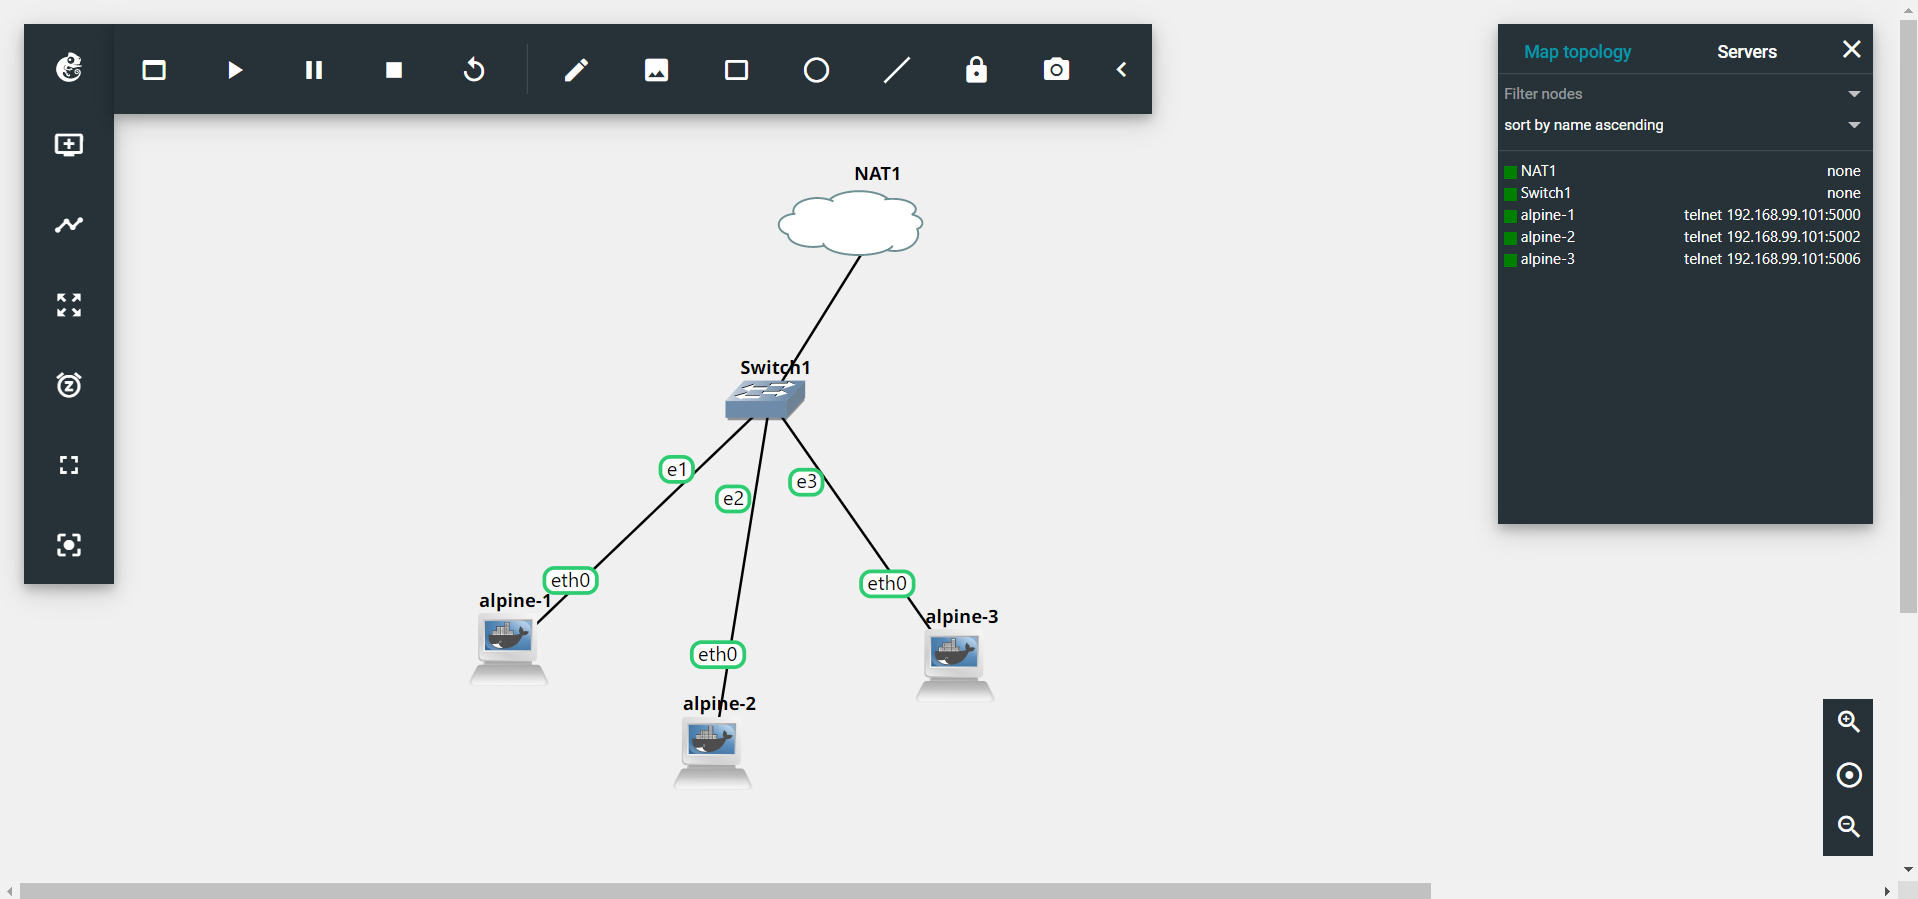 Map topology Servers
Filter nodes
sort by name ascending
NAT1 none
Switch1 none
alpine-1 telnet 192.168.99.101:5000
alpine-2 telnet 192.168.99.101:5002
alpine-3 telnet 192.168.99.101:5006
NAT1
Switch1
e1
e2
e3
eth0
alpine-1
eth0
alpine-3
eth0
alpine-2